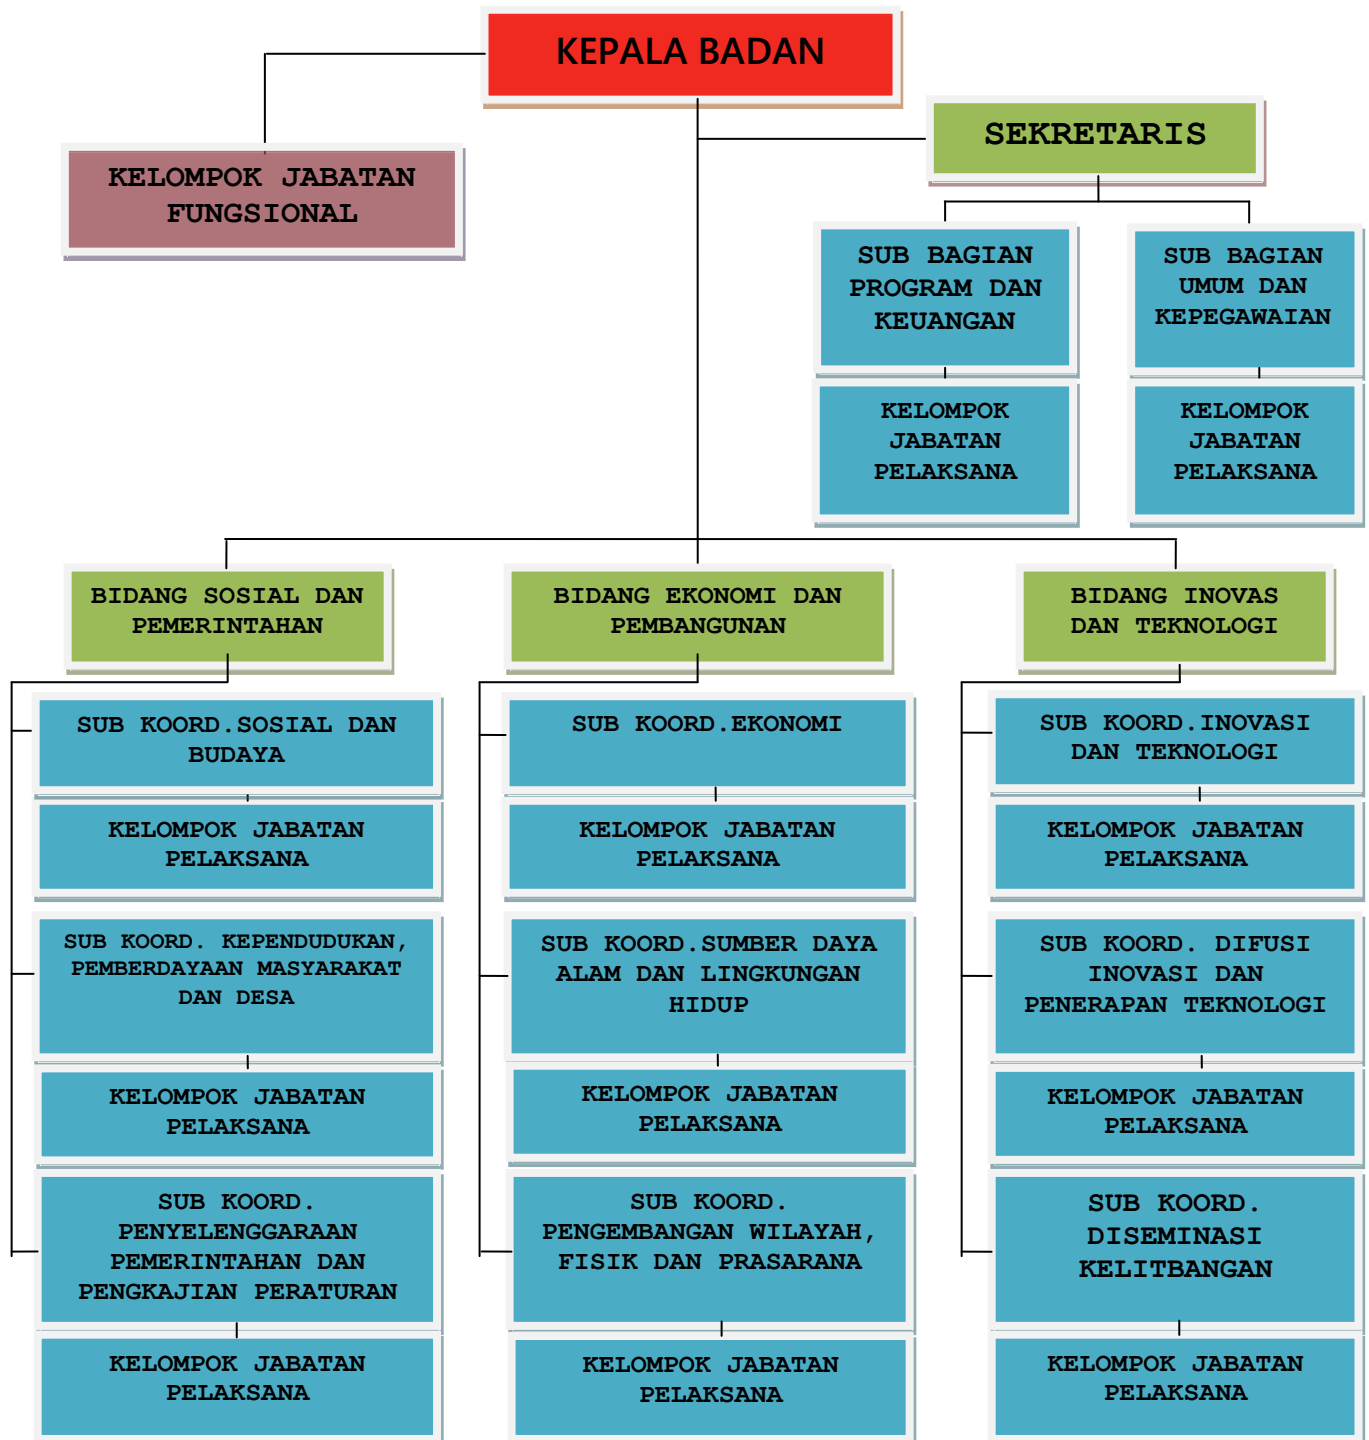 KEPALA BADAN
SEKRETARIS
KELOMPOK JABATAN
FUNGSIONAL
SUB BAGIAN
PROGRAM DAN
KEUANGAN
SUB BAGIAN
UMUM DAN
KEPEGAWAIAN
KELOMPOK
JABATAN
PELAKSANA
KELOMPOK
JABATAN
PELAKSANA
BIDANG SOSIAL DAN
PEMERINTAHAN
BIDANG EKONOMI DAN
PEMBANGUNAN
BIDANG INOVAS
DAN TEKNOLOGI
SUB KOORD.SOSIAL DAN
BUDAYA
SUB KOORD.EKONOMI
SUB KOORD.INOVASI
DAN TEKNOLOGI
KELOMPOK JABATAN
PELAKSANA
KELOMPOK JABATAN
PELAKSANA
KELOMPOK JABATAN
PELAKSANA
SUB KOORD. KEPENDUDUKAN,
PEMBERDAYAAN MASYARAKAT
DAN DESA
SUB KOORD.SUMBER DAYA
ALAM DAN LINGKUNGAN
HIDUP
SUB KOORD. DIFUSI
INOVASI DAN
PENERAPAN TEKNOLOGI
KELOMPOK JABATAN
PELAKSANA
KELOMPOK JABATAN
PELAKSANA
KELOMPOK JABATAN
PELAKSANA
SUB KOORD.
PENYELENGGARAAN
PEMERINTAHAN DAN
PENGKAJIAN PERATURAN
SUB KOORD.
PENGEMBANGAN WILAYAH,
FISIK DAN PRASARANA
SUB KOORD.
DISEMINASI
KELITBANGAN
KELOMPOK JABATAN
PELAKSANA
KELOMPOK JABATAN
PELAKSANA
KELOMPOK JABATAN
PELAKSANA